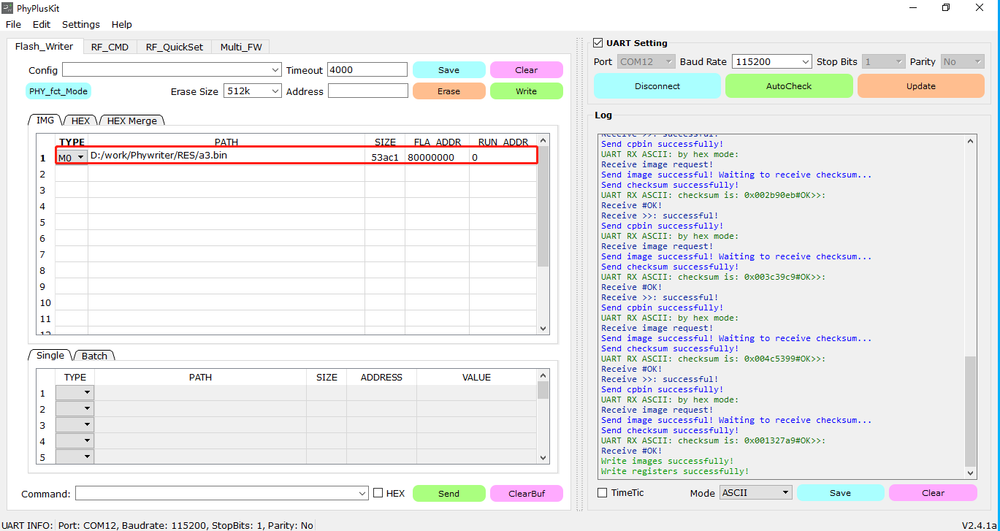 PhyPlusKit
File Edit Settings Help
Flash_Writer RF_CMD RF_QuickSet Multi_FW
Config Timeout 4000 Save Clear
PHY_fct_Mode Erase Size 512k Address Erase Write
IMG HEX HEX Merge
TYPE PATH SIZE FLA_ADDR RUN_ADDR
1 M0 D:/work/Phywriter/RES/a3.bin 53ac1 80000000 0
2
3
4
5
6
7
8
9
10
11
12
Single Batch
TYPE PATH SIZE ADDRESS VALUE
1
2
3
4
5
Command: HEX Send ClearBuf
UART Setting
Port COM12 Baud Rate 115200 Stop Bits 1 Parity No
Disconnect AutoCheck Update
Log
Receive >>: successful!
Send cpbin successfully!
UART RX ASCII: by hex mode:
Receive image request!
Send image successful! Waiting to receive checksum...
Send checksum successfully!
UART RX ASCII: checksum is: 0x002b90eb#OK>>:
Receive #OK!
Receive >>: successful!
Send cpbin successfully!
UART RX ASCII: by hex mode:
Receive image request!
Send image successful! Waiting to receive checksum...
Send checksum successfully!
UART RX ASCII: checksum is: 0x003c39c9#OK>>:
Receive #OK!
Receive >>: successful!
Send cpbin successfully!
UART RX ASCII: by hex mode:
Receive image request!
Send image successful! Waiting to receive checksum...
Send checksum successfully!
UART RX ASCII: checksum is: 0x004c5399#OK>>:
Receive #OK!
Receive >>: successful!
Send cpbin successfully!
UART RX ASCII: by hex mode:
Receive image request!
Send image successful! Waiting to receive checksum...
Send checksum successfully!
UART RX ASCII: checksum is: 0x001327a9#OK>>:
Receive #OK!
Write images successfully!
Write registers successfully!
TimeTic Mode ASCII Save Clear
UART INFO: Port: COM12, Baudrate: 115200, StopBits: 1, Parity: No V2.4.1a